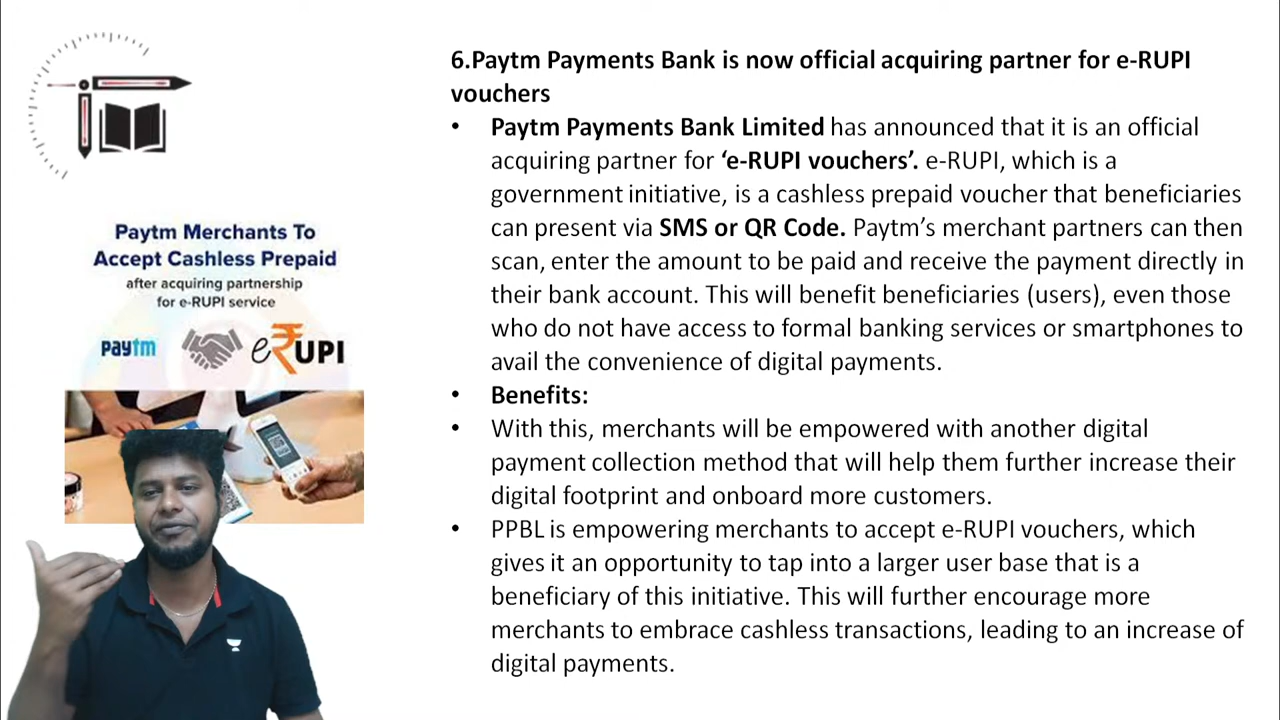 6.Paytm Payments Bank is now official acquiring partner for e-RUPI
vouchers
• Paytm Payments Bank Limited has announced that it is an official
acquiring partner for ‘e-RUPI vouchers’. e-RUPI, which is a
government initiative, is a cashless prepaid voucher that beneficiaries
can present via SMS or QR Code. Paytm’s merchant partners can then
scan, enter the amount to be paid and receive the payment directly in
their bank account. This will benefit beneficiaries (users), even those
who do not have access to formal banking services or smartphones to
avail the convenience of digital payments.
• Benefits:
• With this, merchants will be empowered with another digital
payment collection method that will help them further increase their
digital footprint and onboard more customers.
• PPBL is empowering merchants to accept e-RUPI vouchers, which
gives it an opportunity to tap into a larger user base that is a
beneficiary of this initiative. This will further encourage more
merchants to embrace cashless transactions, leading to an increase of
digital payments.
Paytm Merchants To
Accept Cashless Prepaid
after acquiring partnership
for e-RUPI service
paytm e₹UPI